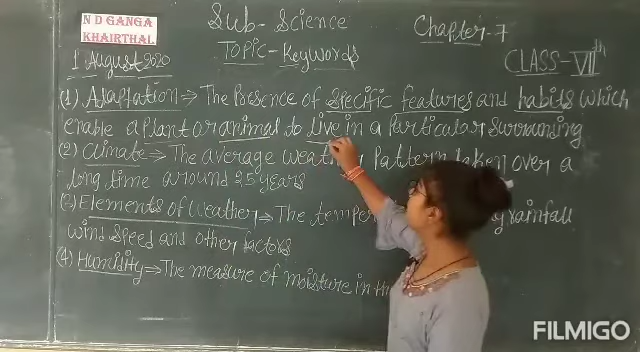 N D GANGA
KHAIRTHAL
Sub- Science
Chapter-7
TOPIC- Keywords
1 August 2020
CLASS-VIIth
(1) Adaptation → The Presence of specific features and habits which
enable a plant or animal to live in a Particular Surrounding
(2) Climate → The average weather Pattern taken over a
long time around 25 years
(3) Elements of Weather → The temper rainfall
wind speed and other factors
(4) Humidity → The measure of moisture in th
FILMIGO